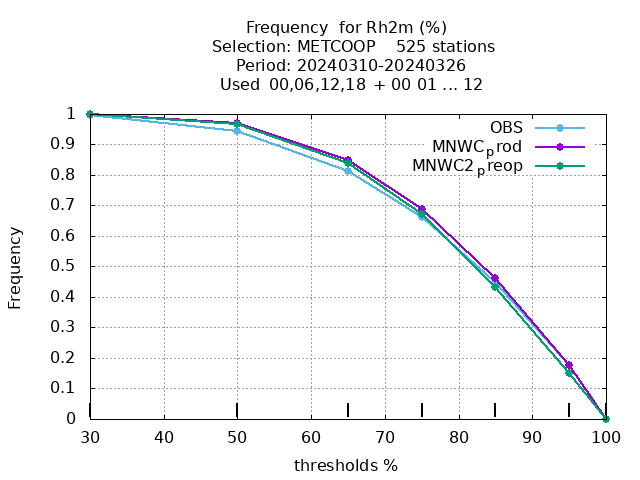 Frequency  for Rh2m (%)
Selection: METCOOP    525 stations
Period: 20240310-20240326
Used  00,06,12,18  + 00 01 ... 12
1
OBS
0.9
MNWCprod
0.8
MNWC2preop
0.7
0.6
0.5
0.4
0.3
0.2
0.1
0
Frequency
30 40 50 60 70 80 90 100
thresholds %